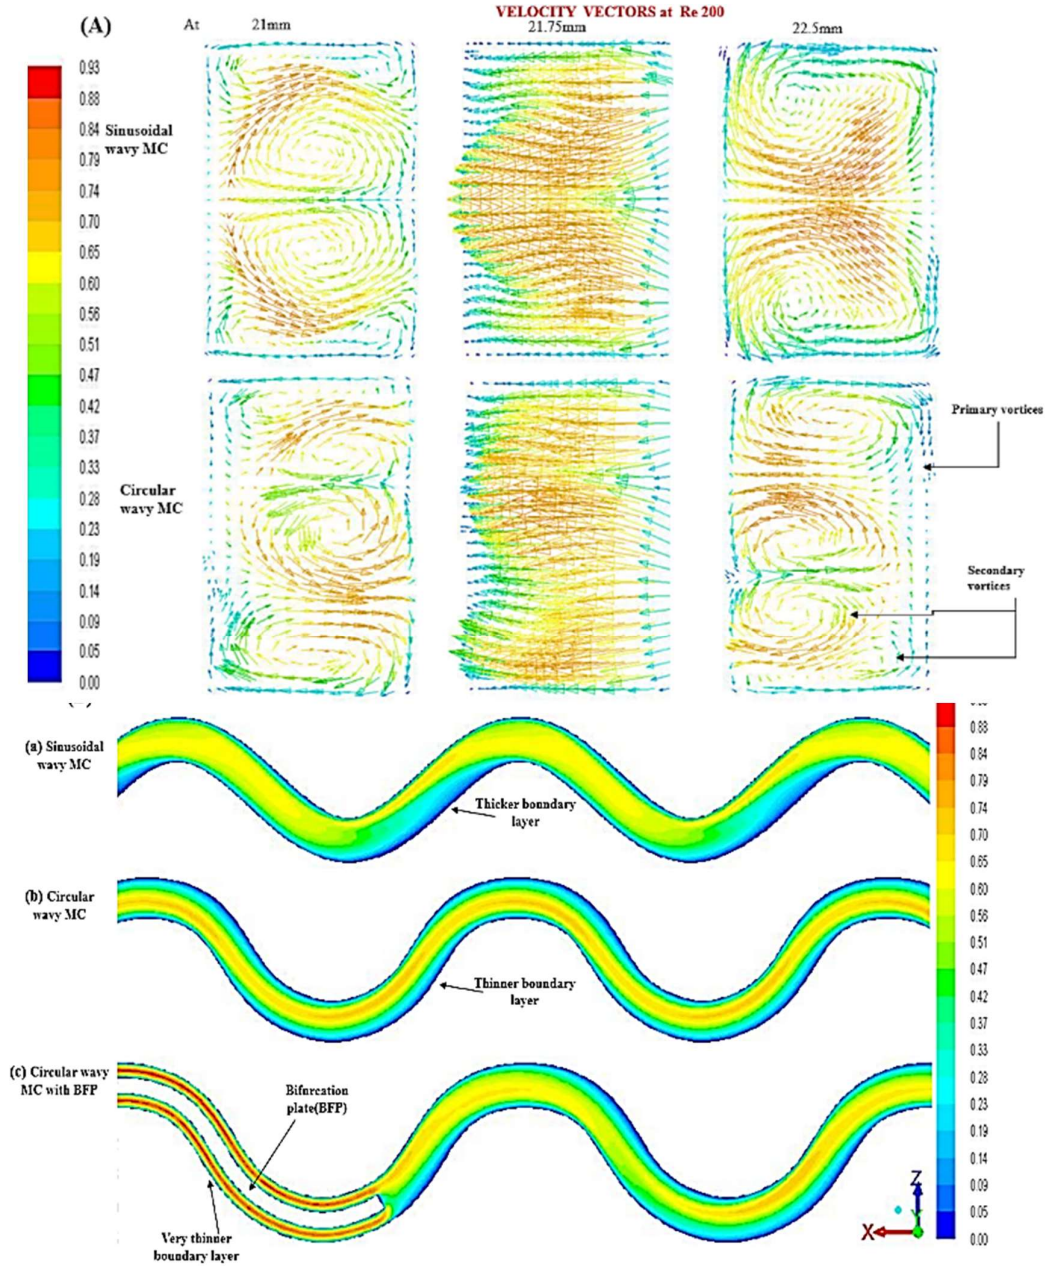 VELOCITY VECTORS at Re 200
(A)
At
21mm
21.75mm
22.5mm
0.93
0.88
0.84
0.79
0.74
0.70
0.65
0.60
0.56
0.51
0.47
0.42
0.37
0.33
0.28
0.23
0.19
0.14
0.09
0.05
0.00
Sinusoidal
wavy MC
Circular
wavy MC
Primary vortices
Secondary
vortices
(a) Sinusoidal
wavy MC
Thicker boundary
layer
(b) Circular
wavy MC
Thinner boundary
layer
(c) Circular wavy
MC with BFP
Bifurcation
plate(BFP)
Very thinner
boundary layer
0.88
0.84
0.79
0.74
0.70
0.65
0.60
0.56
0.51
0.47
0.42
0.37
0.33
0.28
0.23
0.19
0.14
0.09
0.05
0.00
Z
Y
X